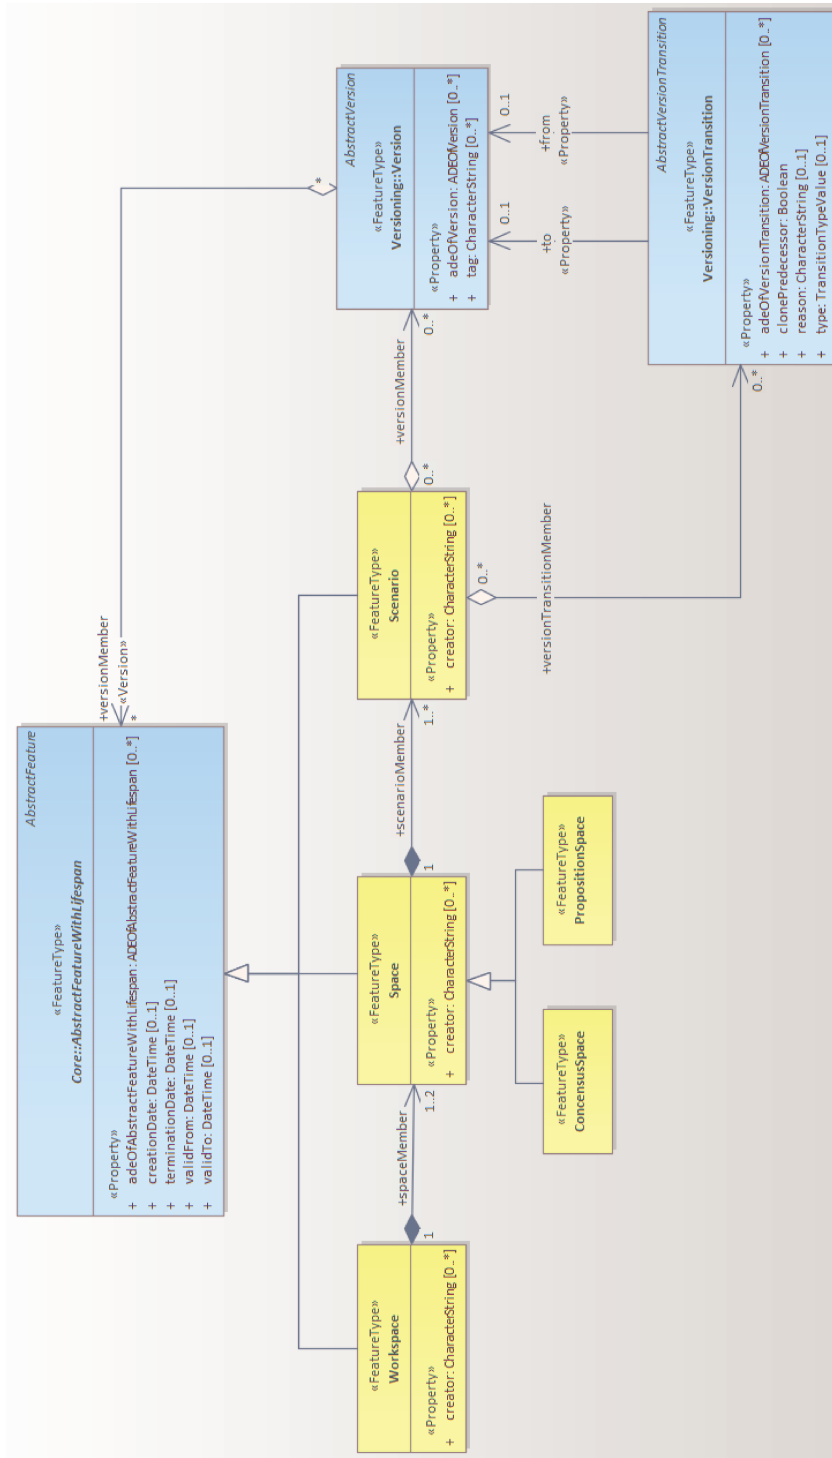 AbstractFeature
«FeatureType»
Core::AbstractFeatureWithLifespan
«Property»
+ adeOfAbstractFeatureWithLifespan: ADEOfAbstractFeatureWithLifespan [0..*]
+ creationDate: DateTime [0..1]
+ terminationDate: DateTime [0..1]
+ validFrom: DateTime [0..1]
+ validTo: DateTime [0..1]
+versionMember
«Version»
*
*
«FeatureType»
Workspace
«Property»
+ creator: CharacterString [0..*]
1
+spaceMember
1..2
«FeatureType»
Space
«Property»
+ creator: CharacterString [0..*]
1
+scenarioMember
1..*
«FeatureType»
Scenario
«Property»
+ creator: CharacterString [0..*]
0..*
+versionMember
0..*
AbstractVersion
«FeatureType»
Versioning::Version
«Property»
+ adeOfVersion: ADEOfVersion [0..*]
+ tag: CharacterString [0..*]
0..*
+versionTransitionMember
0..*
0..1
+to
«Property»
0..1
+from
«Property»
«FeatureType»
ConcensusSpace
«FeatureType»
PropositionSpace
AbstractVersionTransition
«FeatureType»
Versioning::VersionTransition
«Property»
+ adeOfVersionTransition: ADEOfVersionTransition [0..*]
+ clonePredecessor: Boolean
+ reason: CharacterString [0..1]
+ type: TransitionTypeValue [0..1]